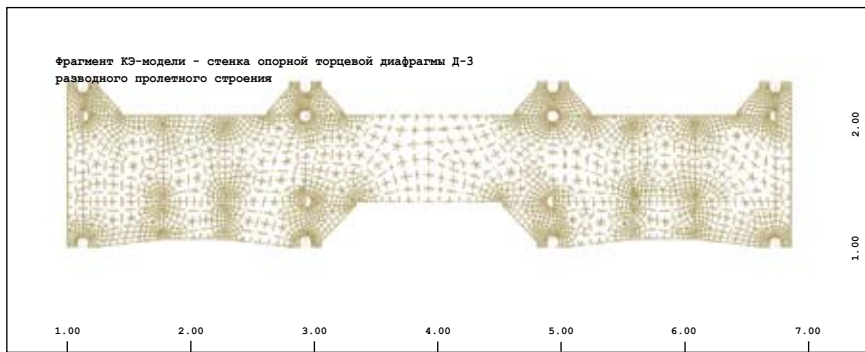 Фрагмент КЭ-модели - стенка опорной торцевой диафрагмы Д-3
разводного пролетного строения
2.00
1.00
1.00 2.00 3.00 4.00 5.00 6.00 7.00